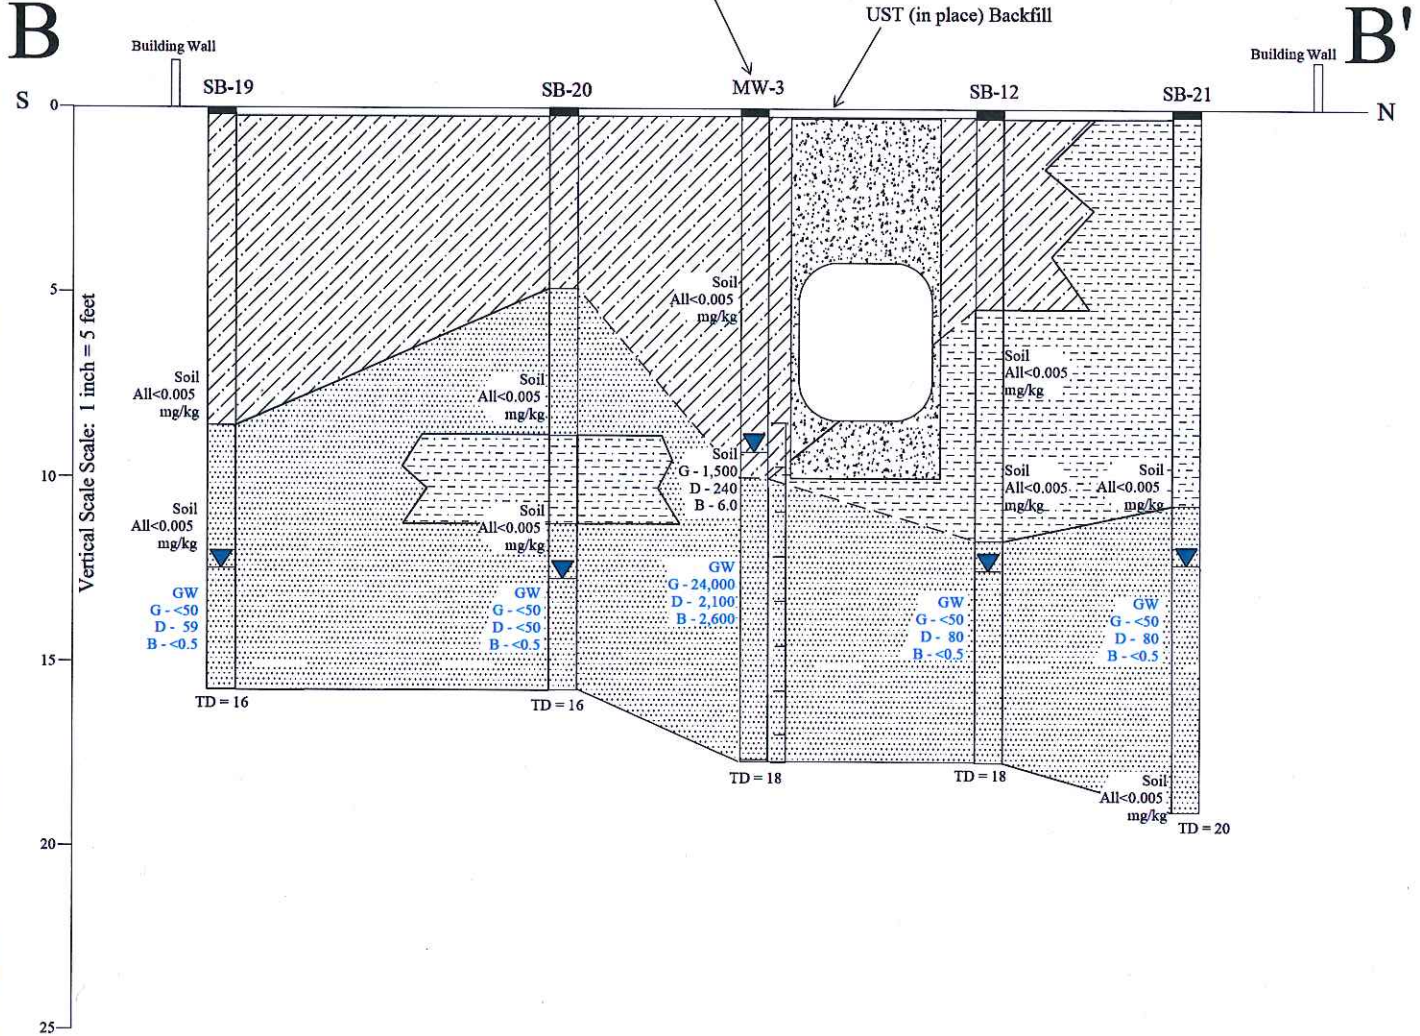 B
B'
UST (in place) Backfill
Building Wall
Building Wall
S
N
SB-19
SB-20
MW-3
SB-12
SB-21
0
5
10
15
20
25
Vertical Scale: 1 inch = 5 feet
Soil
All<0.005
mg/kg
Soil
All<0.005
mg/kg
GW
G - <50
D - 59
B - <0.5
TD = 16
Soil
All<0.005
mg/kg
Soil
All<0.005
mg/kg
GW
G - <50
D - <50
B - <0.5
TD = 16
Soil
All<0.005
mg/kg
Soil
G - 1,500
D - 240
B - 6.0
GW
G - 24,000
D - 2,100
B - 2,600
TD = 18
Soil
All<0.005
mg/kg
Soil
All<0.005
mg/kg
GW
G - <50
D - 80
B - <0.5
TD = 18
Soil
All<0.005
mg/kg
GW
G - <50
D - 80
B - <0.5
Soil
All<0.005
mg/kg
TD = 20